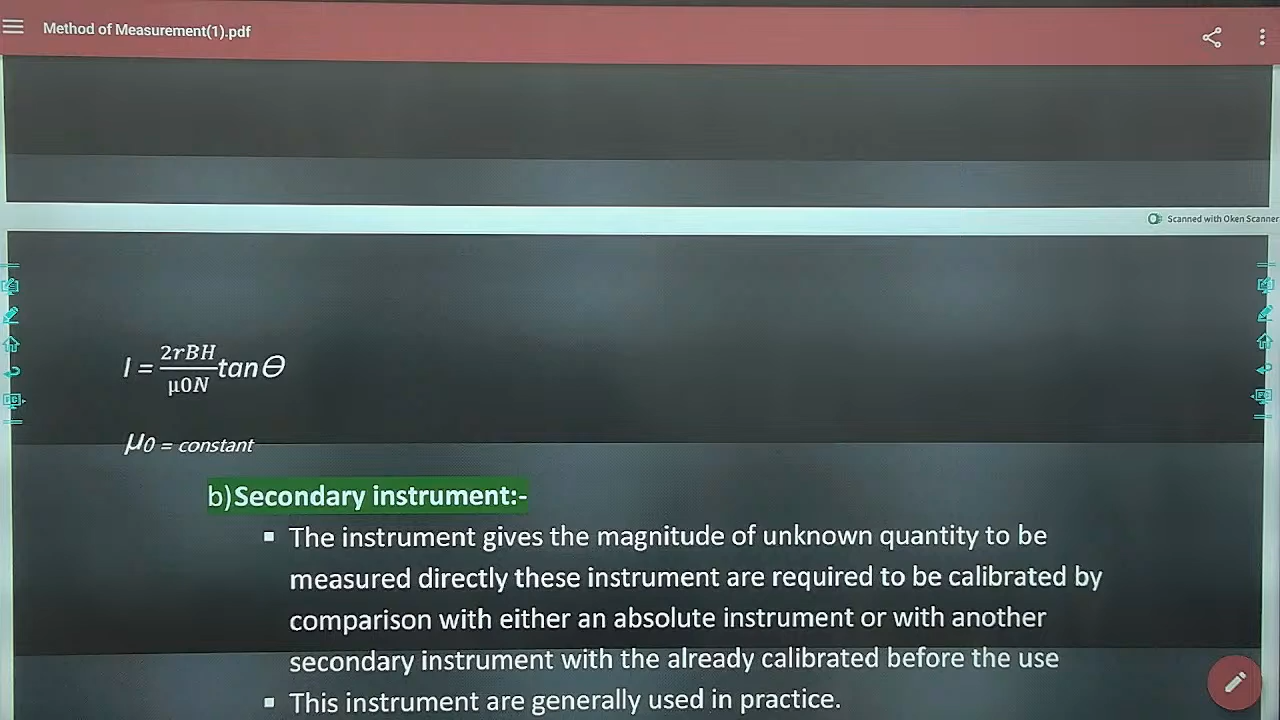 Method of Measurement(1).pdf
Scanned with Oken Scanner
I = 2rBH/μ0N tan Θ
μ0 = constant
b)Secondary instrument:-
▪ The instrument gives the magnitude of unknown quantity to be
measured directly these instrument are required to be calibrated by
comparison with either an absolute instrument or with another
secondary instrument with the already calibrated before the use
▪ This instrument are generally used in practice.